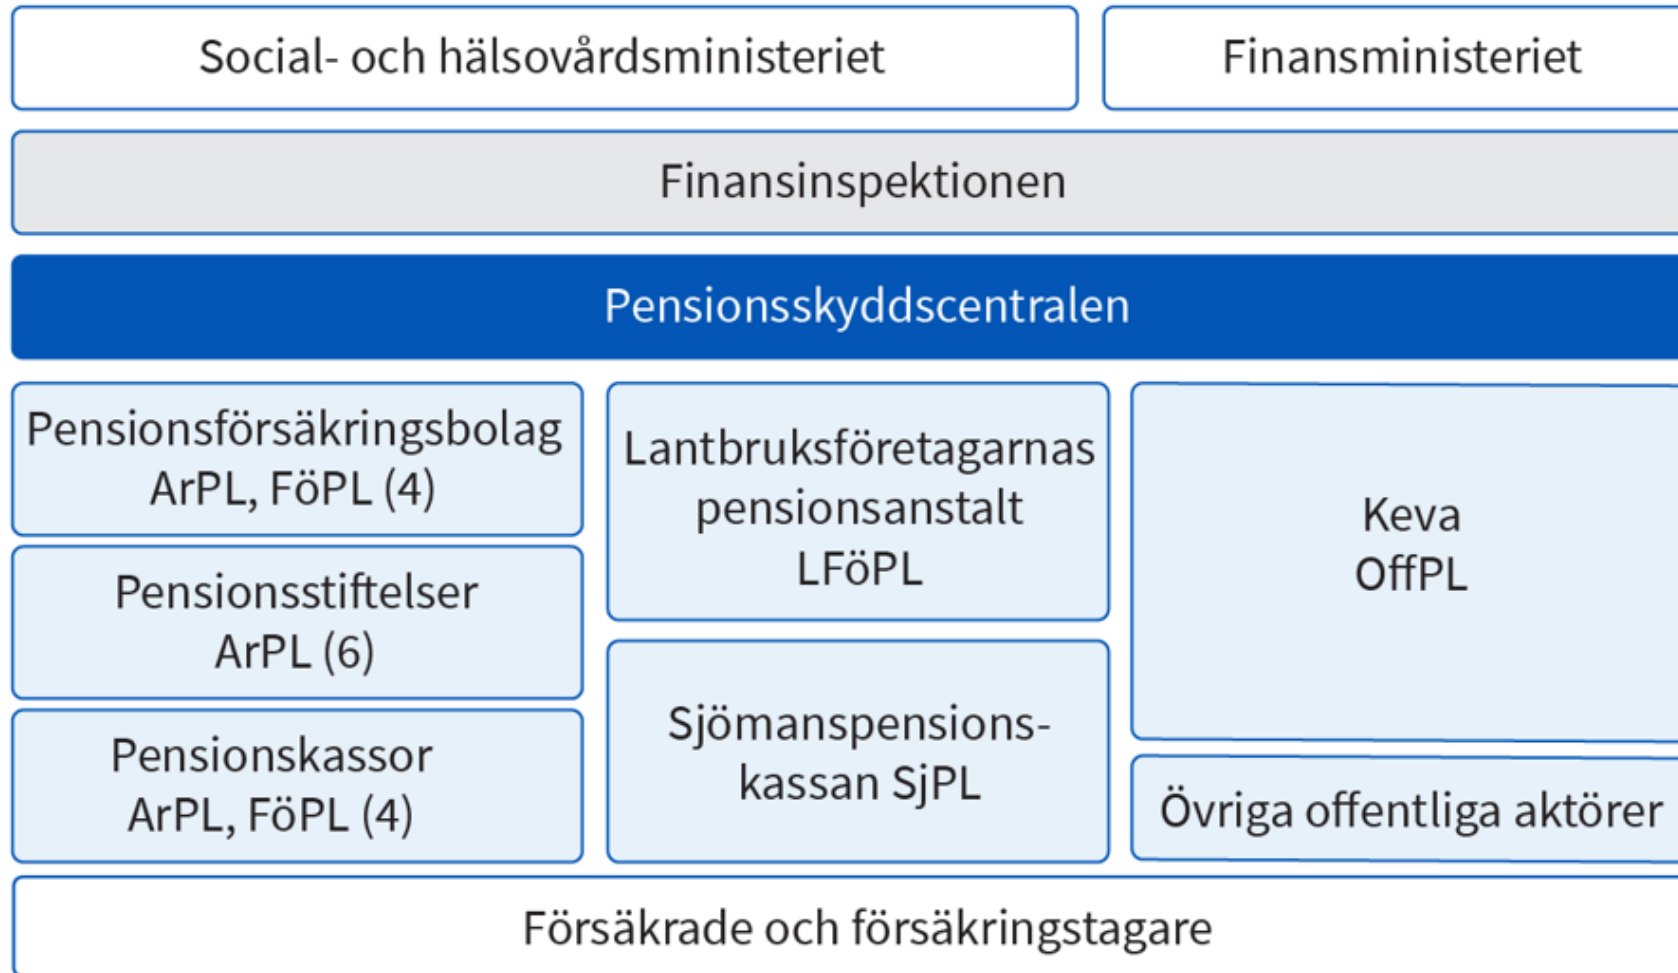 Social- och hälsovårdsministeriet
Finansministeriet
Finansinspektionen
Pensionsskyddscentralen
Pensionsförsäkringsbolag
ArPL, FöPL (4)
Pensionsstiftelser
ArPL (6)
Pensionskassor
ArPL, FöPL (4)
Lantbruksföretagarnas
pensionsanstalt
LFöPL
Sjömanspensions-
kassan SjPL
Keva
OffPL
Övriga offentliga aktörer
Försäkrade och försäkringstagare